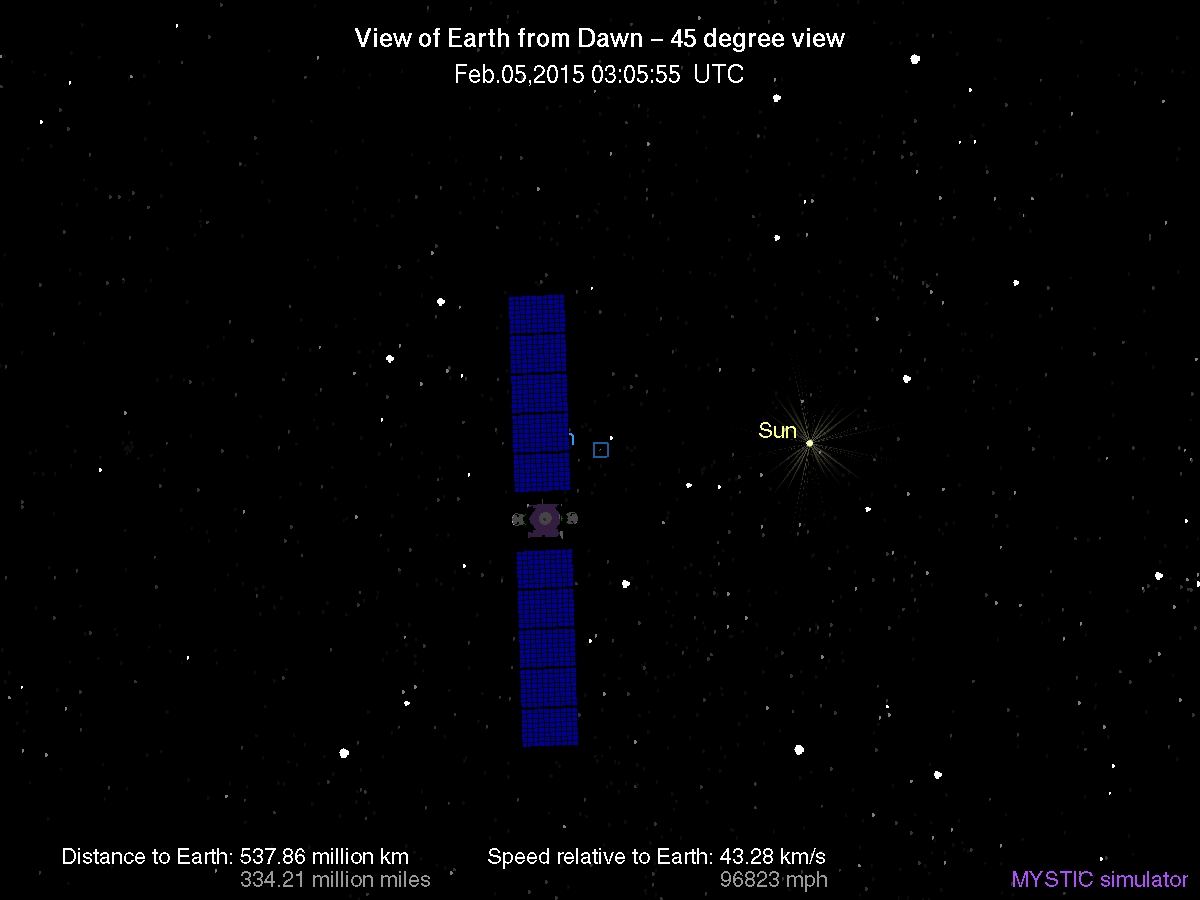 View of Earth from Dawn – 45 degree view
Feb.05,2015 03:05:55 UTC
Sun
Distance to Earth: 537.86 million km
334.21 million miles
Speed relative to Earth: 43.28 km/s
96823 mph
MYSTIC simulator